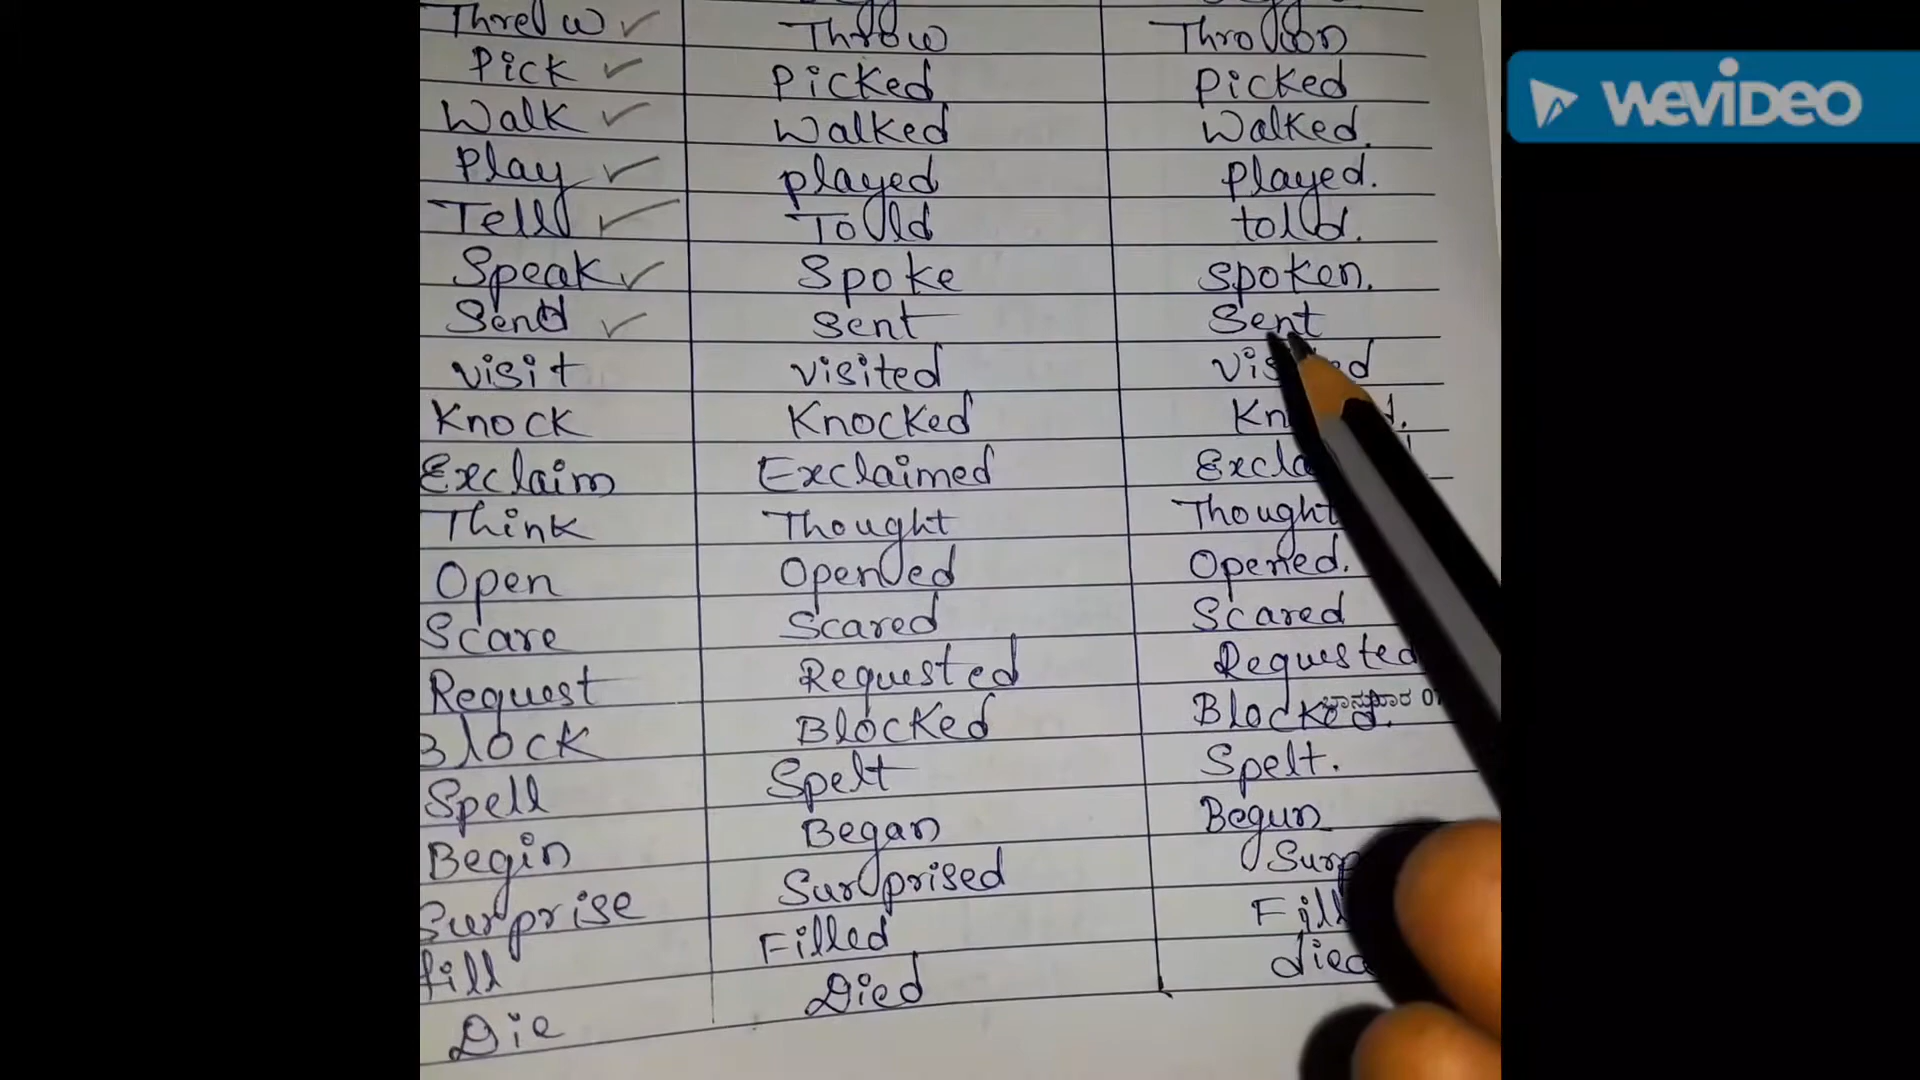 Threw Throw Thrown
Pick Picked Picked
Walk Walked Walked.
Play played Played.
Tell Told told.
Speak Spoke Spoken.
Send Sent Sent
Visit Visited
Knock Knocked
Exclaim Exclaimed
Think Thought Thought
Open Opened Opened.
Scare Scared Scared
Request Requested Requested
Block Blocked Blocked.
Spell Spelt Spelt.
Begin Began Begun
Surprise Surprised
fill Filled
Die Died died
WEVIDEO